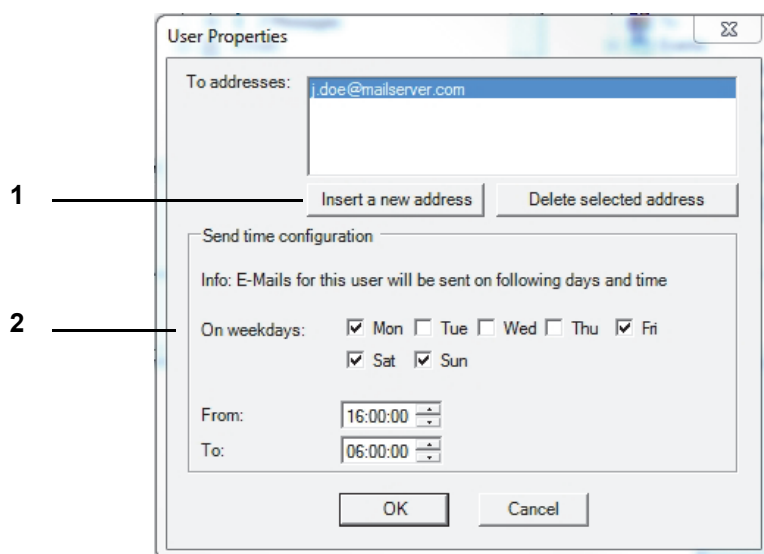 User Properties
To addresses:
j.doe@mailserver.com
1
Insert a new address
Delete selected address
Send time configuration
Info: E-Mails for this user will be sent on following days and time
2
On weekdays:
Mon Tue Wed Thu Fri
Sat Sun
From:
16:00:00
To:
06:00:00
OK
Cancel